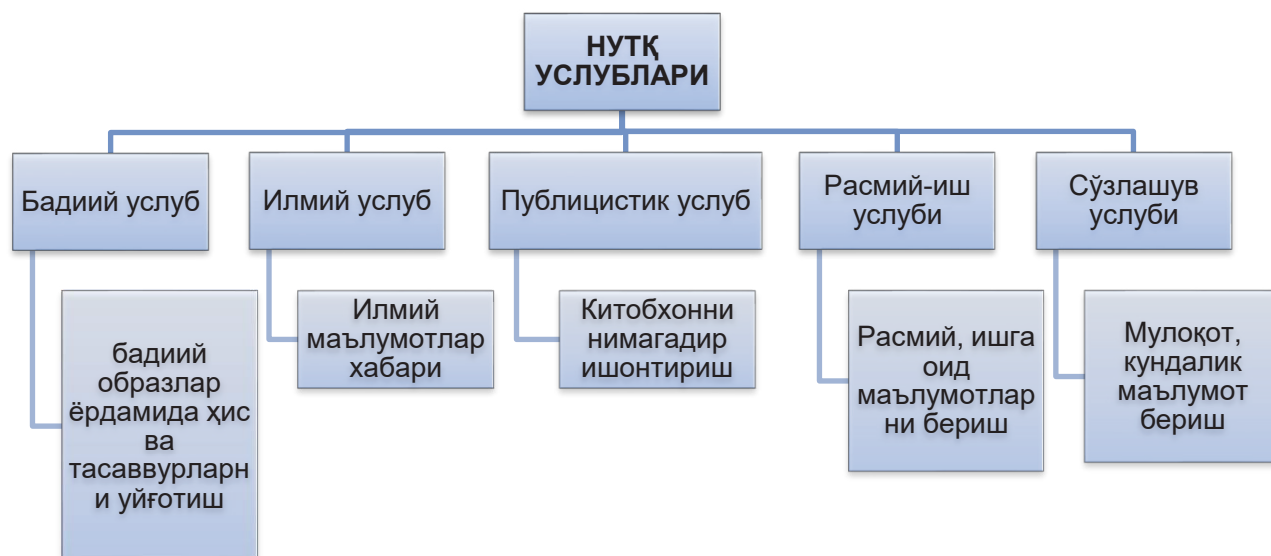 НУТҚ
УСЛУБЛАРИ
Бадиий услуб
Илмий услуб
Публицистик услуб
Расмий-иш
услуби
Сўзлашув
услуби
бадиий
образлар
ёрдамида ҳис
ва
тасаввурларн
и уйғотиш
Илмий
маълумотлар
хабари
Китобхонни
нимагадир
ишонтириш
Расмий, ишга
оид
маълумотлар
ни бериш
Мулоқот,
кундалик
маълумот
бериш